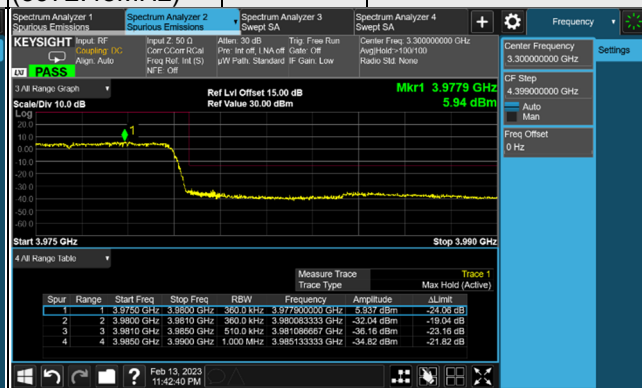 (3972.48MHz)
Spectrum Analyzer 1
Spurious Emissions
Spectrum Analyzer 2
Spurious Emissions
Spectrum Analyzer 3
Swept SA
Spectrum Analyzer 4
Swept SA
+
Frequency
KEYSIGHT
Input: RF
Coupling: DC
Align: Auto
Input Z: 50 Ω
Corr CCorr RCal
Freq Ref: Int (S)
NFE: Off
Atten: 30 dB
Pre: Int off, LNA off
µW Path: Standard
Trig: Free Run
Gate: Off
IF Gain: Low
Center Freq: 3.300000000 GHz
Avg|Hold:>100/100
Radio Std: None
LXI
PASS
Center Frequency
3.300000000 GHz
Settings
CF Step
4.399000000 GHz
Auto
Man
Freq Offset
0 Hz
3 All Range Graph
Scale/Div 10.0 dB
Ref Lvl Offset 15.00 dB
Ref Value 30.00 dBm
Mkr1 3.9779 GHz
5.94 dBm
Log
20.0
10.0
0.00
-10.0
-20.0
-30.0
-40.0
-50.0
-60.0
1
Start 3.975 GHz
Stop 3.990 GHz
4 All Range Table
Measure Trace Trace 1
Trace Type Max Hold (Active)
Spur Range Start Freq Stop Freq RBW Frequency Amplitude ΔLimit
1 1 3.9750 GHz 3.9800 GHz 360.0 kHz 3.977900000 GHz 5.937 dBm -24.06 dB
2 2 3.9800 GHz 3.9810 GHz 360.0 kHz 3.980083333 GHz -32.04 dBm -19.04 dB
3 3 3.9810 GHz 3.9850 GHz 510.0 kHz 3.981086667 GHz -36.16 dBm -23.16 dB
4 4 3.9850 GHz 3.9900 GHz 1.000 MHz 3.985133333 GHz -34.82 dBm -21.82 dB
?
Feb 13, 2023
11:42:40 PM